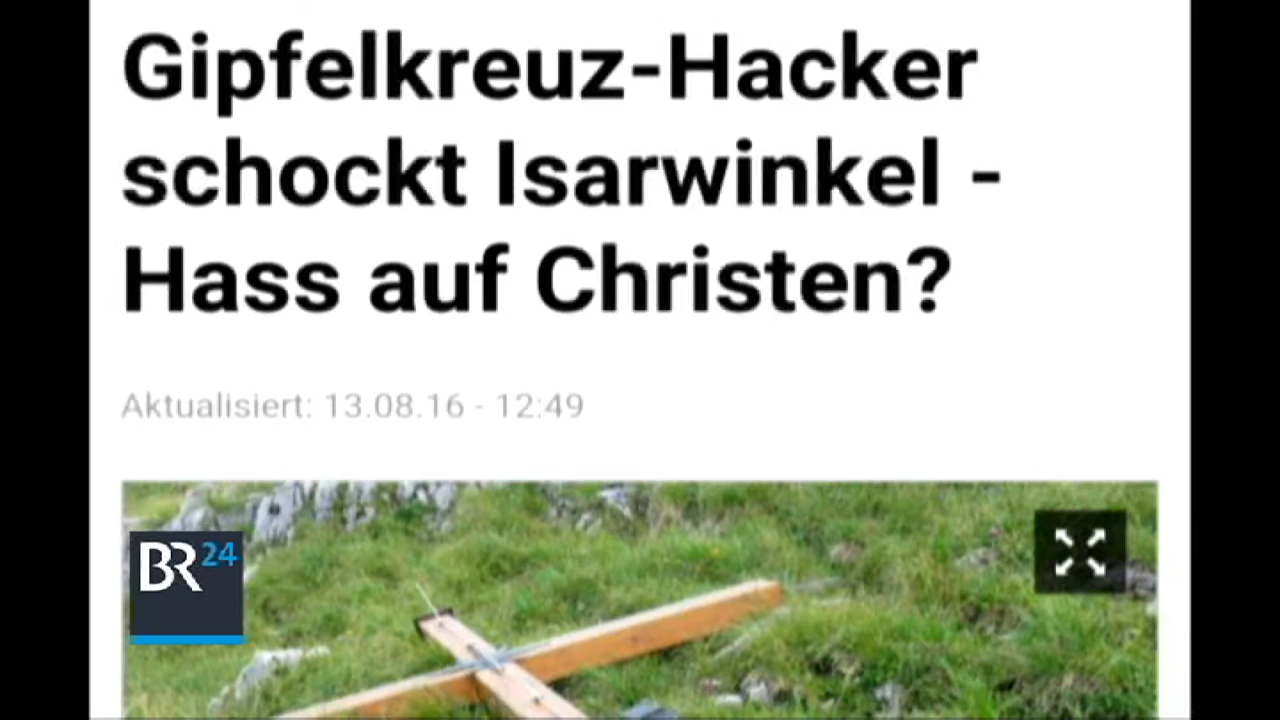 Gipfelkreuz-Hacker
schockt Isarwinkel -
Hass auf Christen?
Aktualisiert: 13.08.16 - 12:49
BR24